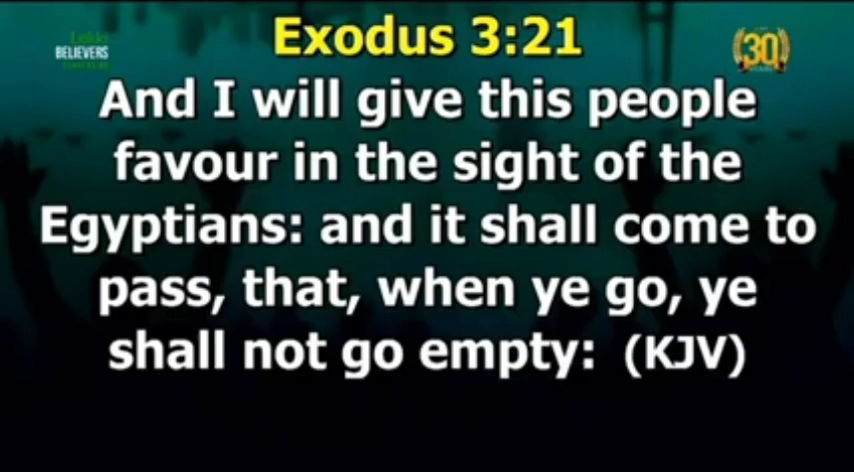 Exodus 3:21
BELIEVERS
30
And I will give this people
favour in the sight of the
Egyptians: and it shall come to
pass, that, when ye go, ye
shall not go empty: (KJV)